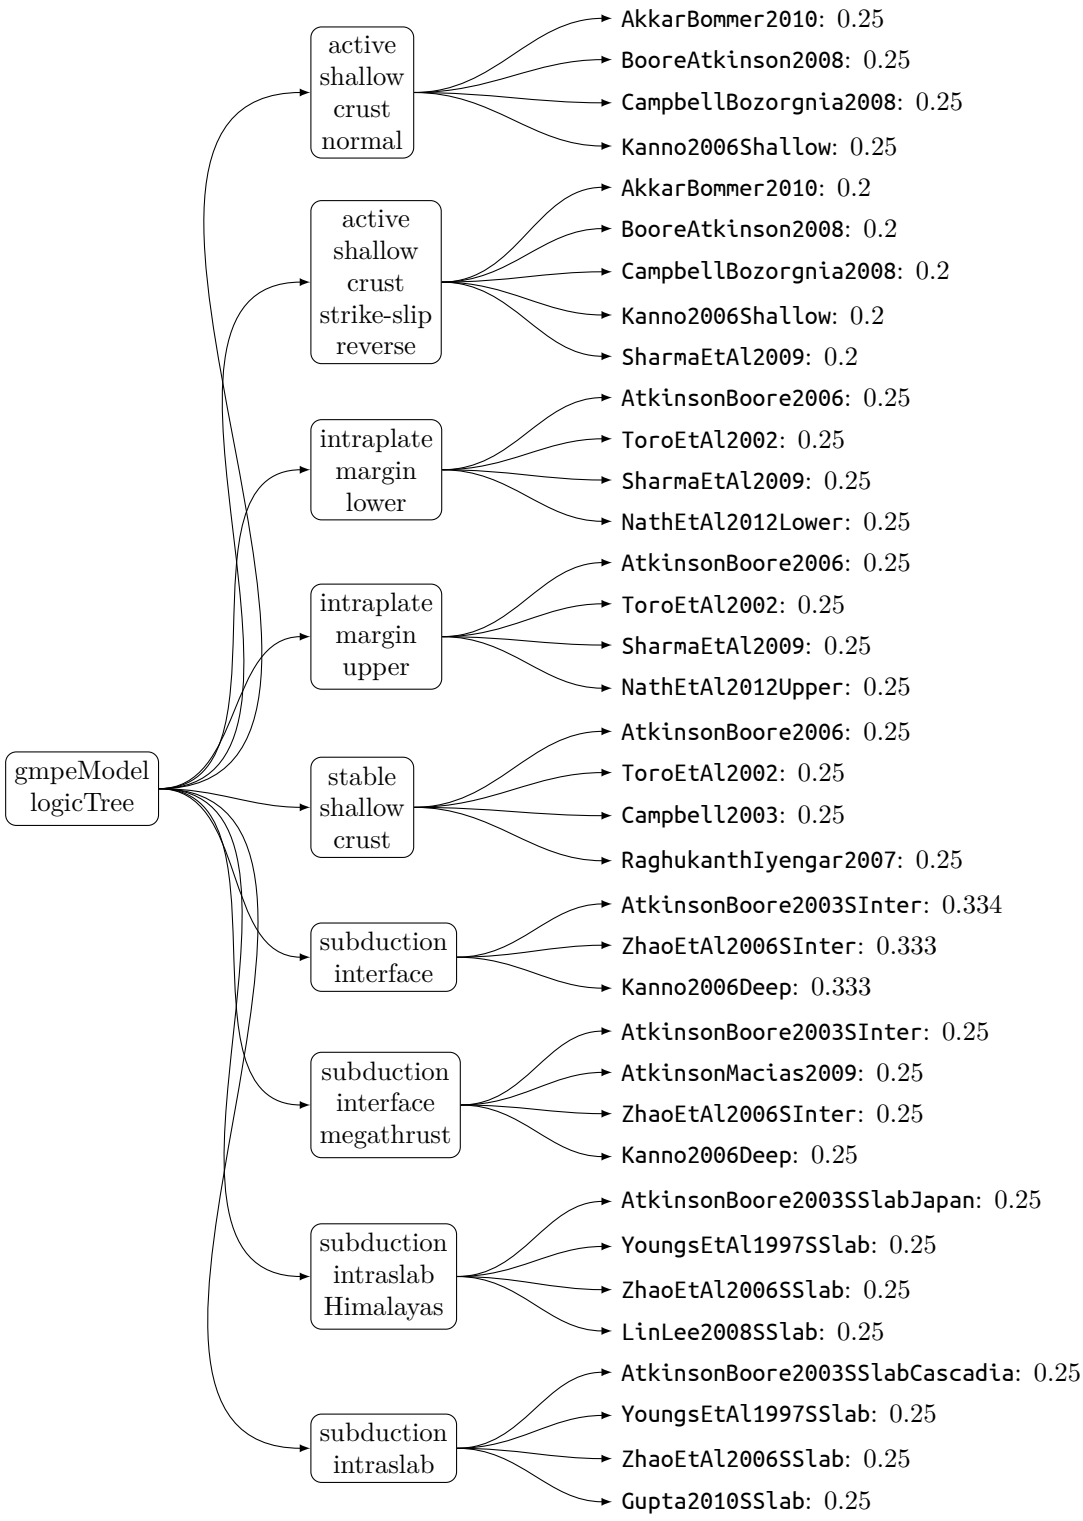 gmpeModel
logicTree
active
shallow
crust
normal
AkkarBommer2010: 0.25
BooreAtkinson2008: 0.25
CampbellBozorgnia2008: 0.25
Kanno2006Shallow: 0.25
active
shallow
crust
strike-slip
reverse
AkkarBommer2010: 0.2
BooreAtkinson2008: 0.2
CampbellBozorgnia2008: 0.2
Kanno2006Shallow: 0.2
SharmaEtAl2009: 0.2
intraplate
margin
lower
AtkinsonBoore2006: 0.25
ToroEtAl2002: 0.25
SharmaEtAl2009: 0.25
NathEtAl2012Lower: 0.25
intraplate
margin
upper
AtkinsonBoore2006: 0.25
ToroEtAl2002: 0.25
SharmaEtAl2009: 0.25
NathEtAl2012Upper: 0.25
stable
shallow
crust
AtkinsonBoore2006: 0.25
ToroEtAl2002: 0.25
Campbell2003: 0.25
RaghukanthIyengar2007: 0.25
subduction
interface
AtkinsonBoore2003SInter: 0.334
ZhaoEtAl2006SInter: 0.333
Kanno2006Deep: 0.333
subduction
interface
megathrust
AtkinsonBoore2003SInter: 0.25
AtkinsonMacias2009: 0.25
ZhaoEtAl2006SInter: 0.25
Kanno2006Deep: 0.25
subduction
intraslab
Himalayas
AtkinsonBoore2003SSlabJapan: 0.25
YoungsEtAl1997SSlab: 0.25
ZhaoEtAl2006SSlab: 0.25
LinLee2008SSlab: 0.25
subduction
intraslab
AtkinsonBoore2003SSlabCascadia: 0.25
YoungsEtAl1997SSlab: 0.25
ZhaoEtAl2006SSlab: 0.25
Gupta2010SSlab: 0.25